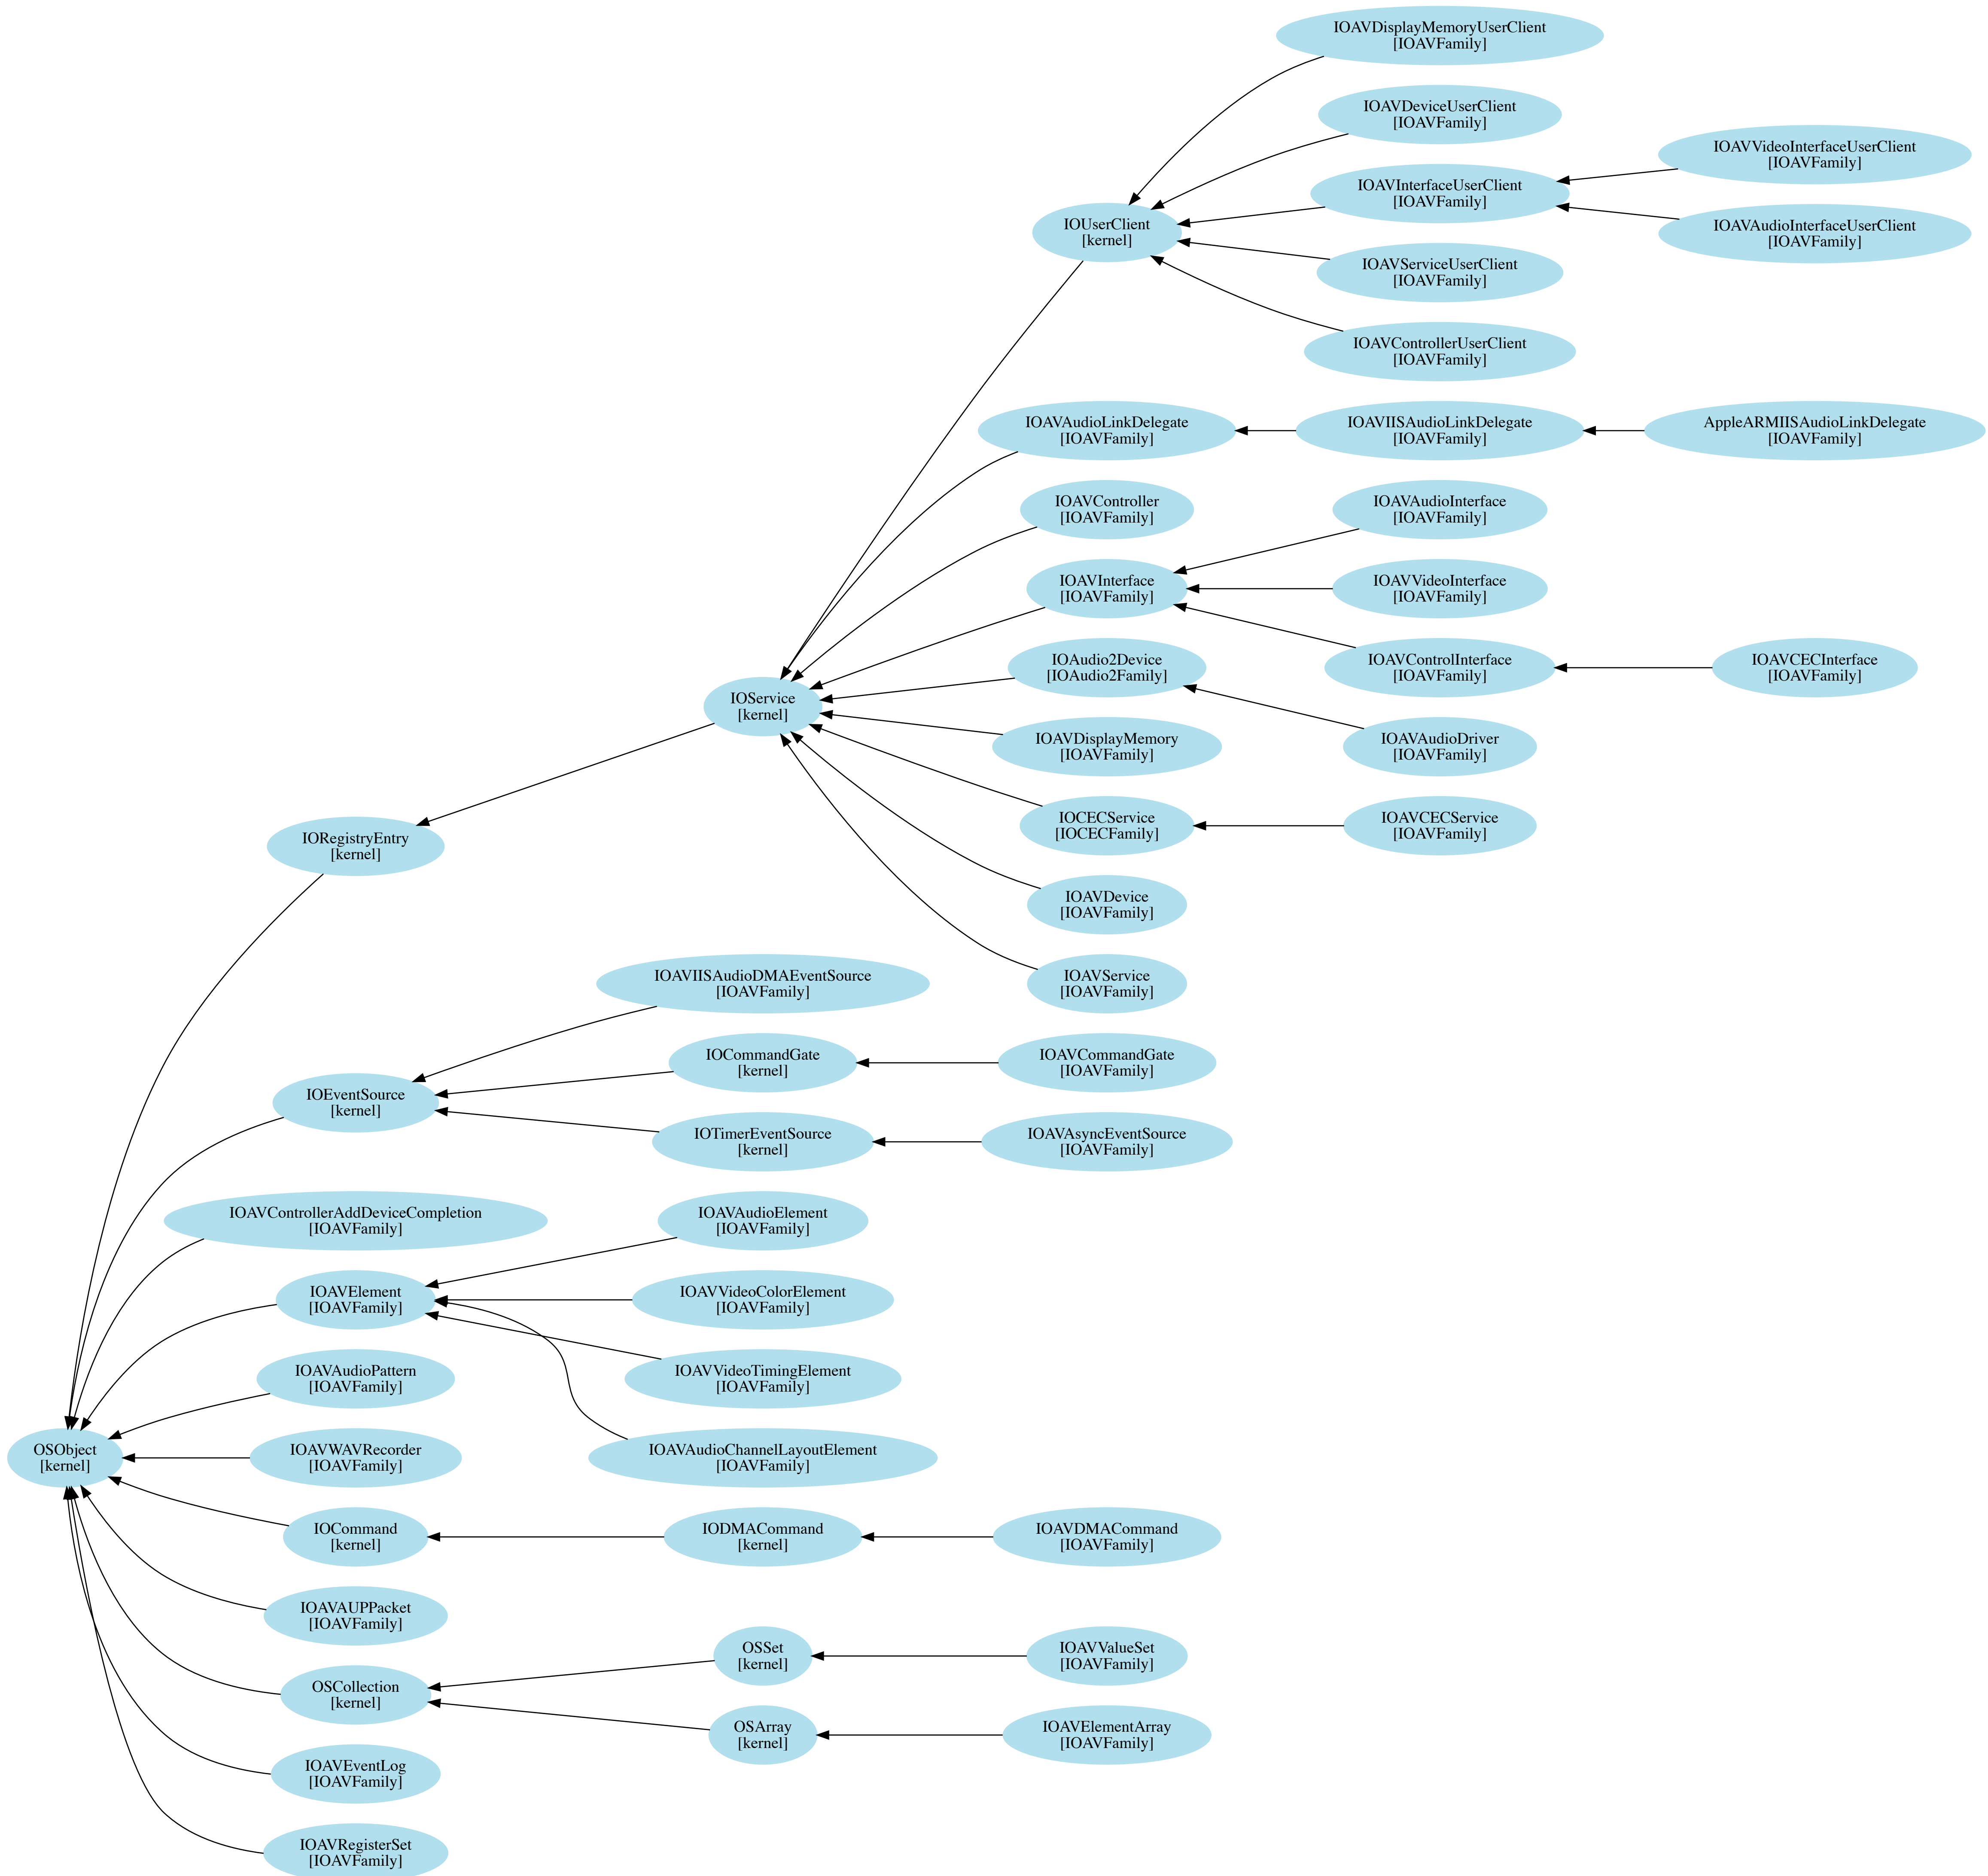 IOAVDisplayMemoryUserClient
[IOAVFamily]
IOAVDeviceUserClient
[IOAVFamily]
IOAVVideoInterfaceUserClient
[IOAVFamily]
IOAVInterfaceUserClient
[IOAVFamily]
IOUserClient
[kernel]
IOAVAudioInterfaceUserClient
[IOAVFamily]
IOAVServiceUserClient
[IOAVFamily]
IOAVControllerUserClient
[IOAVFamily]
IOAVAudioLinkDelegate
[IOAVFamily]
IOAVIISAudioLinkDelegate
[IOAVFamily]
AppleARMIISAudioLinkDelegate
[IOAVFamily]
IOAVController
[IOAVFamily]
IOAVAudioInterface
[IOAVFamily]
IOAVInterface
[IOAVFamily]
IOAVVideoInterface
[IOAVFamily]
IOAudio2Device
[IOAudio2Family]
IOAVControlInterface
[IOAVFamily]
IOAVCECInterface
[IOAVFamily]
IOService
[kernel]
IOAVDisplayMemory
[IOAVFamily]
IOAVAudioDriver
[IOAVFamily]
IOCECService
[IOCECFamily]
IOAVCECService
[IOAVFamily]
IORegistryEntry
[kernel]
IOAVDevice
[IOAVFamily]
IOAVIISAudioDMAEventSource
[IOAVFamily]
IOAVService
[IOAVFamily]
IOCommandGate
[kernel]
IOAVCommandGate
[IOAVFamily]
IOEventSource
[kernel]
IOTimerEventSource
[kernel]
IOAVAsyncEventSource
[IOAVFamily]
IOAVControllerAddDeviceCompletion
[IOAVFamily]
IOAVAudioElement
[IOAVFamily]
IOAVElement
[IOAVFamily]
IOAVVideoColorElement
[IOAVFamily]
IOAVAudioPattern
[IOAVFamily]
IOAVVideoTimingElement
[IOAVFamily]
OSObject
[kernel]
IOAVWAVRecorder
[IOAVFamily]
IOAVAudioChannelLayoutElement
[IOAVFamily]
IOCommand
[kernel]
IODMACommand
[kernel]
IOAVDMACommand
[IOAVFamily]
IOAVAUPPacket
[IOAVFamily]
OSSet
[kernel]
IOAVValueSet
[IOAVFamily]
OSCollection
[kernel]
OSArray
[kernel]
IOAVElementArray
[IOAVFamily]
IOAVEventLog
[IOAVFamily]
IOAVRegisterSet
[IOAVFamily]